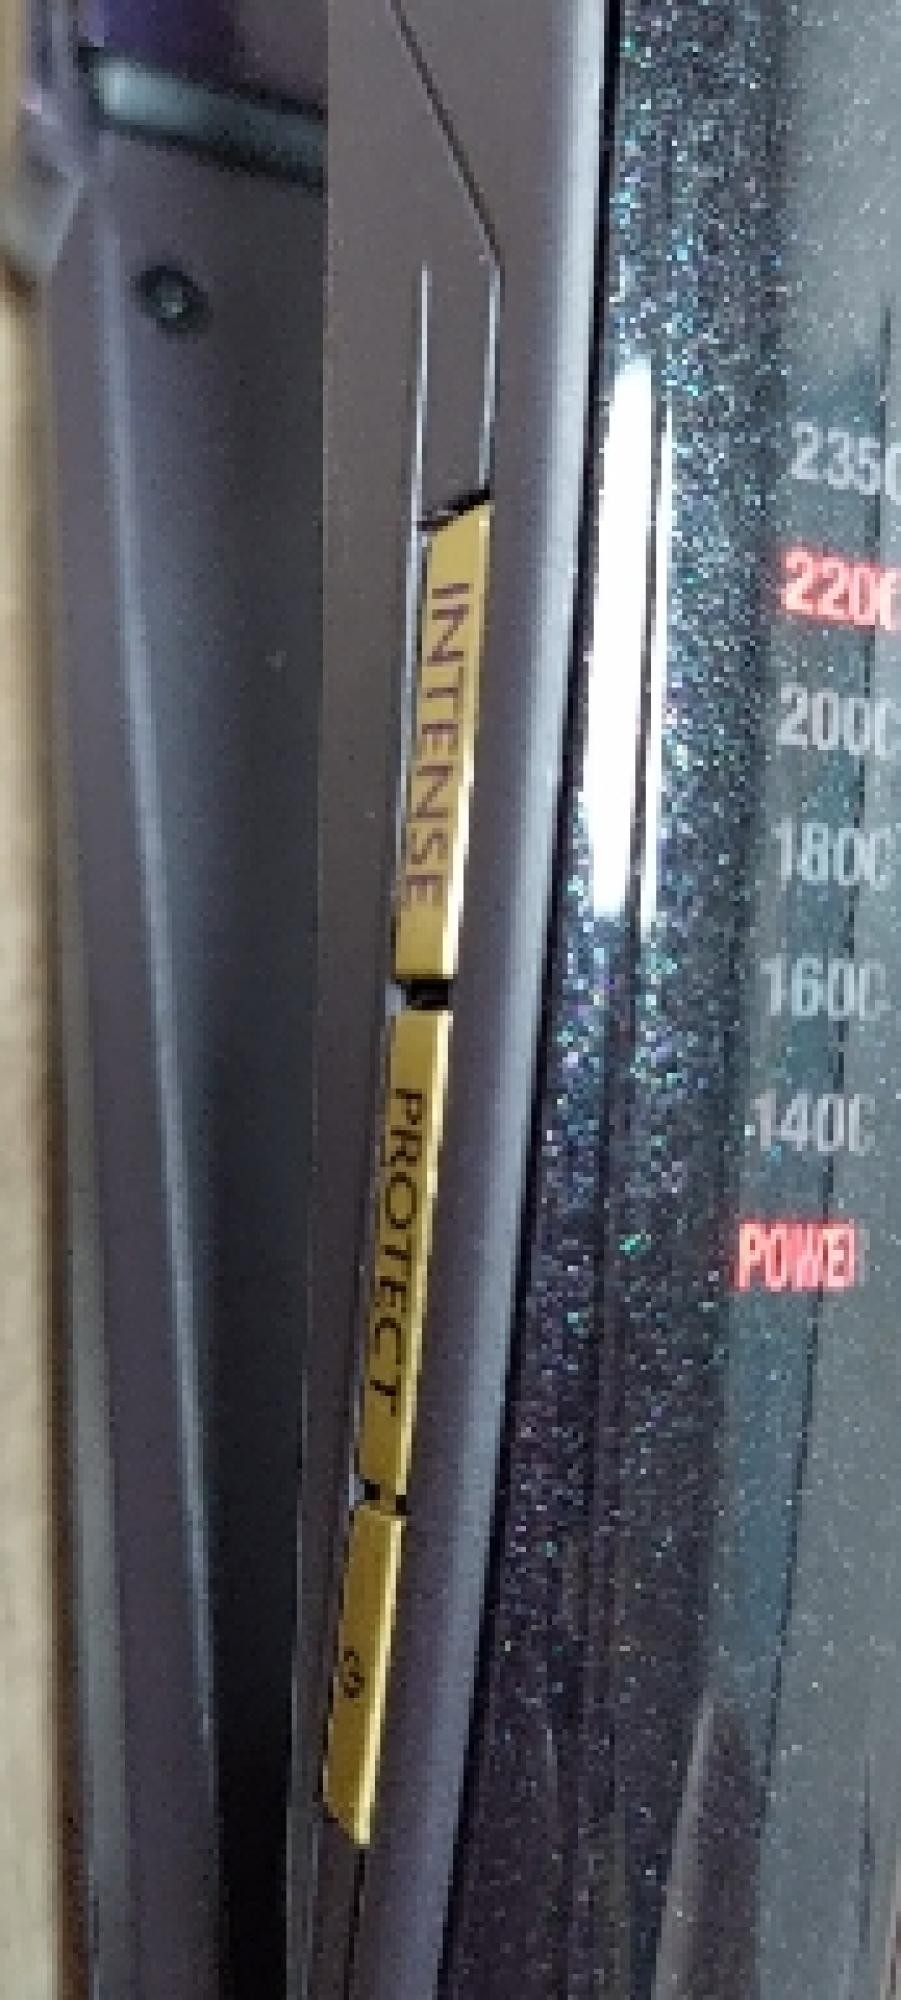 INTENSE
PROTECT
235C
220C
200C
180C
160C
140C
POWER